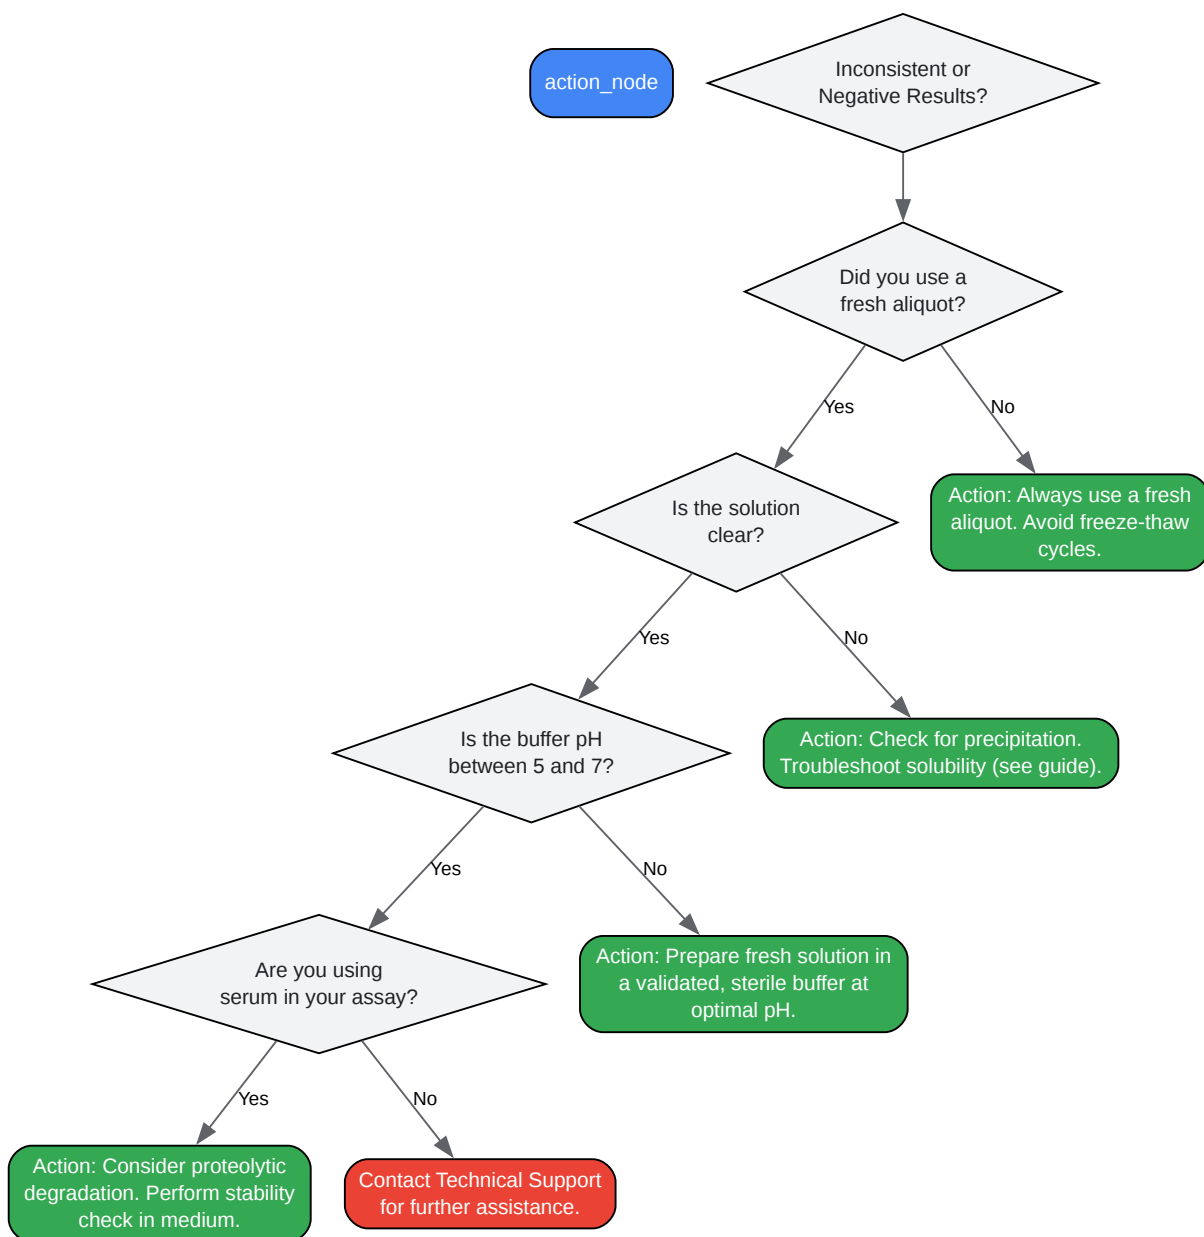 action_node
Inconsistent or
Negative Results?
Did you use a
fresh aliquot?
Yes
No
Is the solution
clear?
Action: Always use a fresh
aliquot. Avoid freeze-thaw
cycles.
Yes
No
Is the buffer pH
between 5 and 7?
Action: Check for precipitation.
Troubleshoot solubility (see guide).
Yes
No
Are you using
serum in your assay?
Action: Prepare fresh solution in
a validated, sterile buffer at
optimal pH.
Yes
No
Action: Consider proteolytic
degradation. Perform stability
check in medium.
Contact Technical Support
for further assistance.